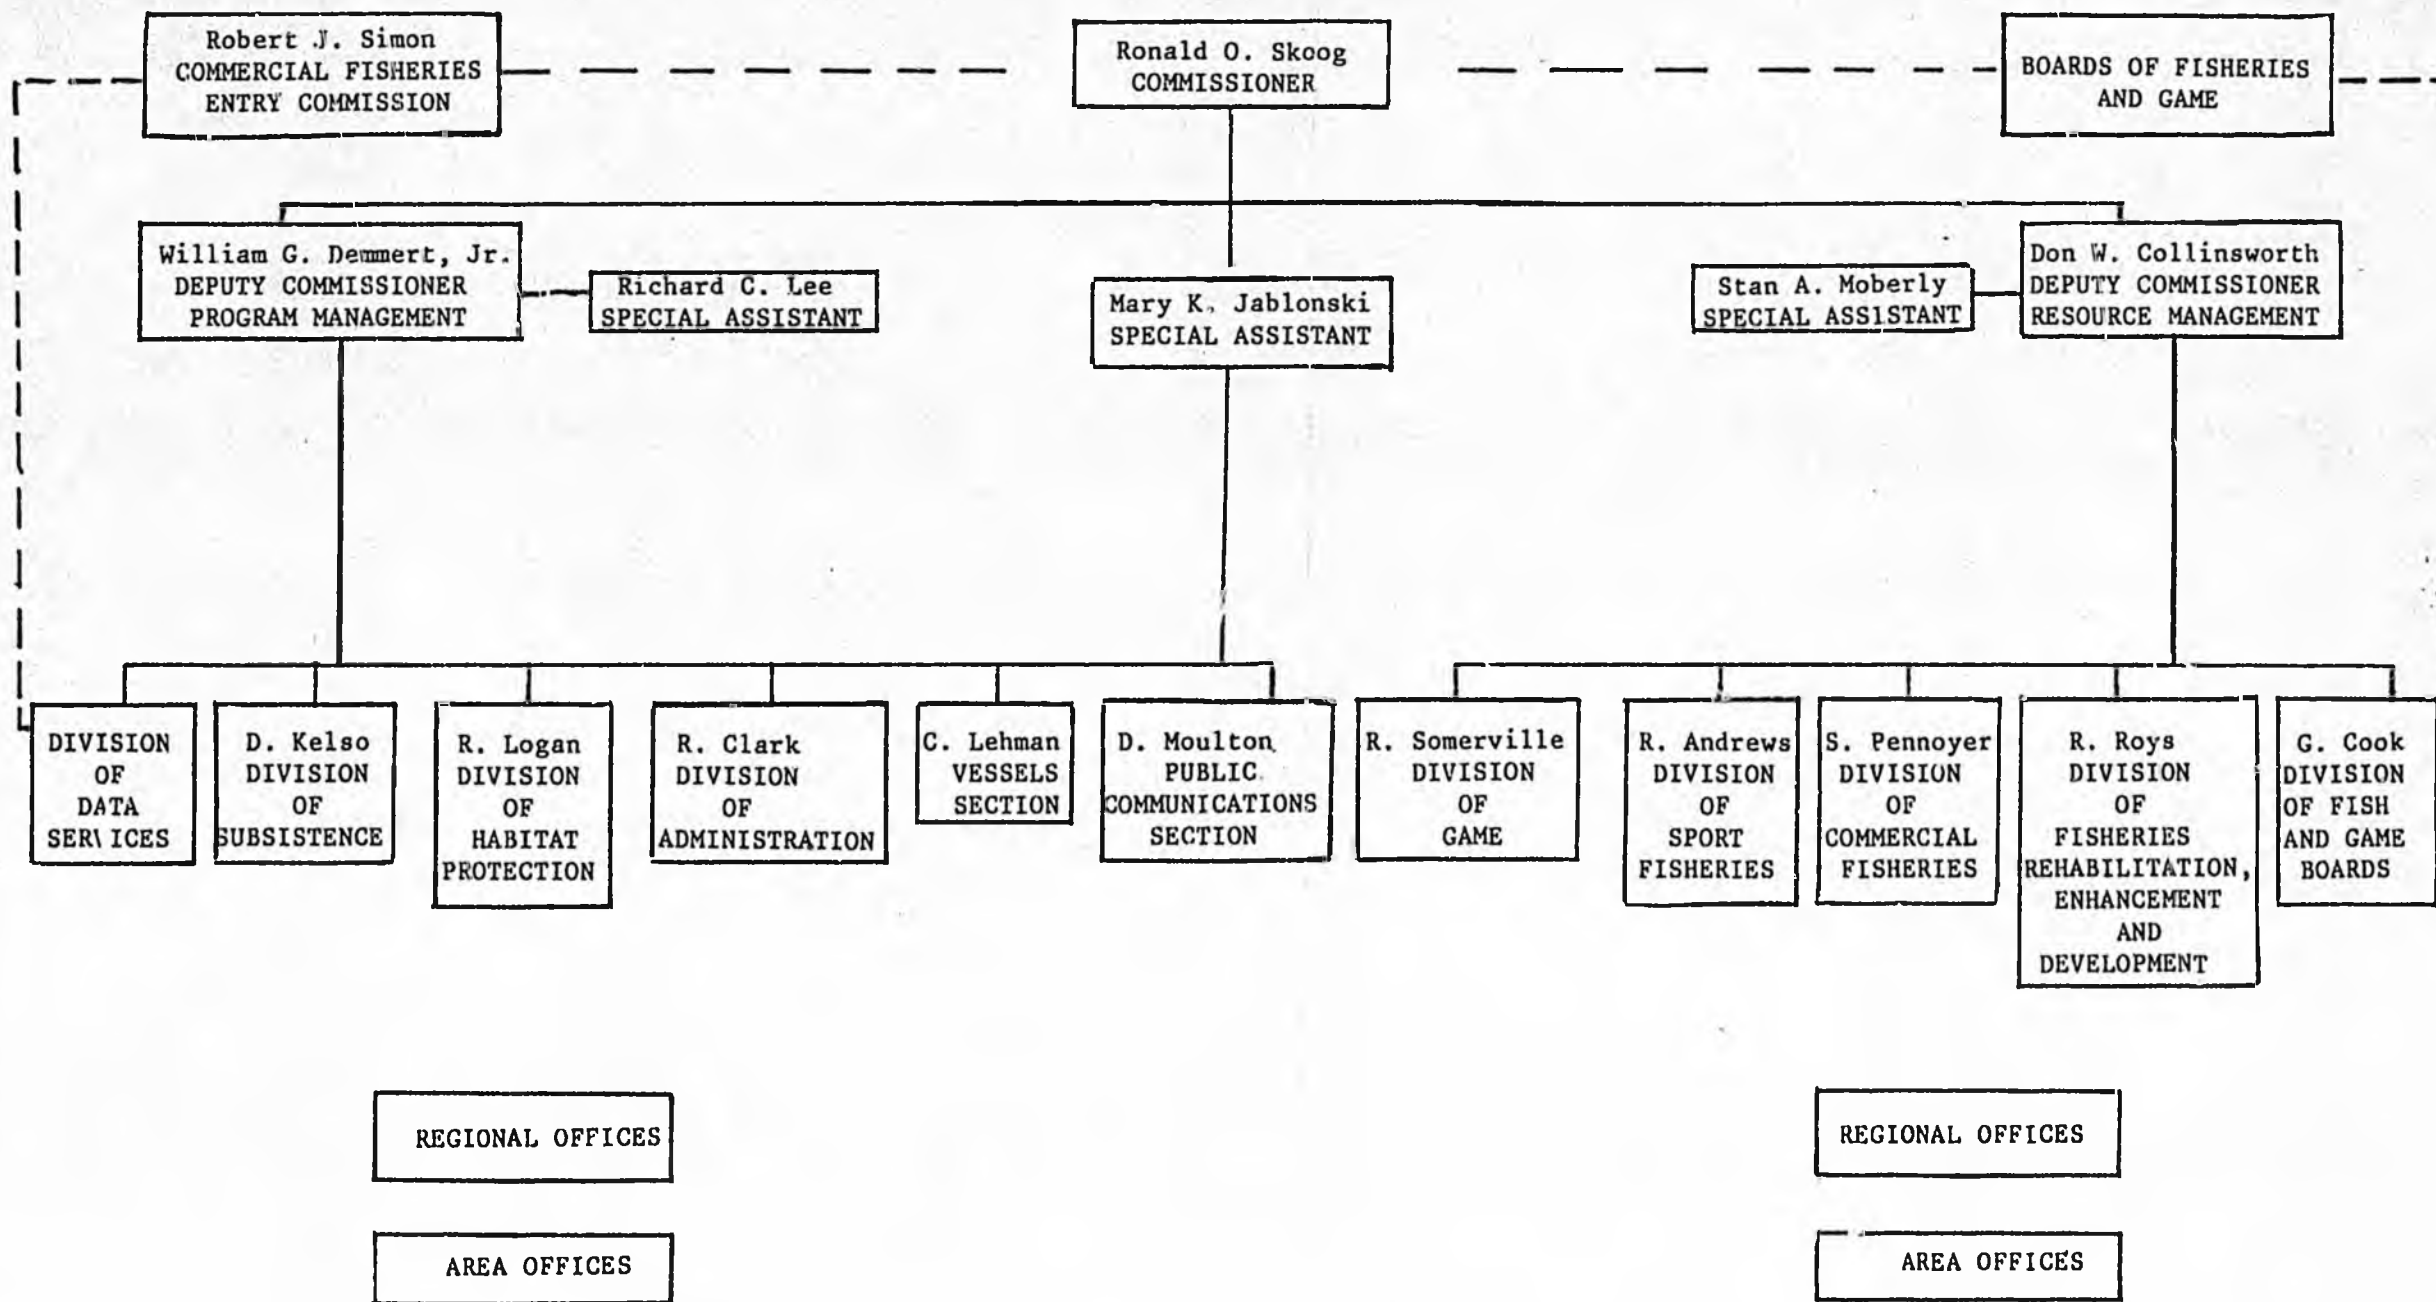 Robert J. Simon
COMMERCIAL FISHERIES
ENTRY COMMISSION
Ronald O. Skoog
COMMISSIONER
BOARDS OF FISHERIES
AND GAME
William G. Demmert, Jr.
DEPUTY COMMISSIONER
PROGRAM MANAGEMENT
Richard C. Lee
SPECIAL ASSISTANT
Mary K. Jablonski
SPECIAL ASSISTANT
Stan A. Moberly
SPECIAL ASSISTANT
Don W. Collinsworth
DEPUTY COMMISSIONER
RESOURCE MANAGEMENT
DIVISION
OF
DATA
SERVICES
D. Kelso
DIVISION
OF
SUBSISTENCE
R. Logan
DIVISION
OF
HABITAT
PROTECTION
R. Clark
DIVISION
OF
ADMINISTRATION
C. Lehman
VESSELS
SECTION
D. Moulton
PUBLIC
COMMUNICATIONS
SECTION
R. Somerville
DIVISION
OF
GAME
R. Andrews
DIVISION
OF
SPORT
FISHERIES
S. Pennoyer
DIVISION
OF
COMMERCIAL
FISHERIES
R. Roys
DIVISION
OF
FISHERIES
REHABILITATION,
ENHANCEMENT
AND
DEVELOPMENT
G. Cook
DIVISION
OF FISH
AND GAME
BOARDS
REGIONAL OFFICES
REGIONAL OFFICES
AREA OFFICES
AREA OFFICES